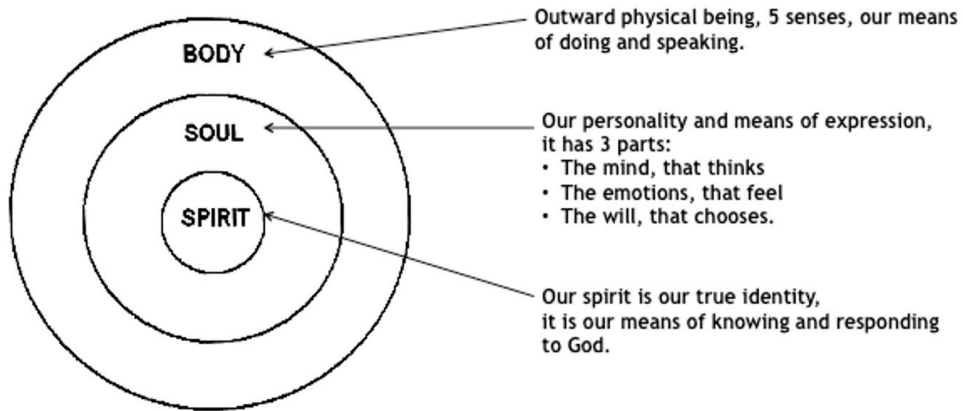 BODY
Outward physical being, 5 senses, our means
of doing and speaking.
SOUL
Our personality and means of expression,
it has 3 parts:
• The mind, that thinks
• The emotions, that feel
• The will, that chooses.
SPIRIT
Our spirit is our true identity,
it is our means of knowing and responding
to God.